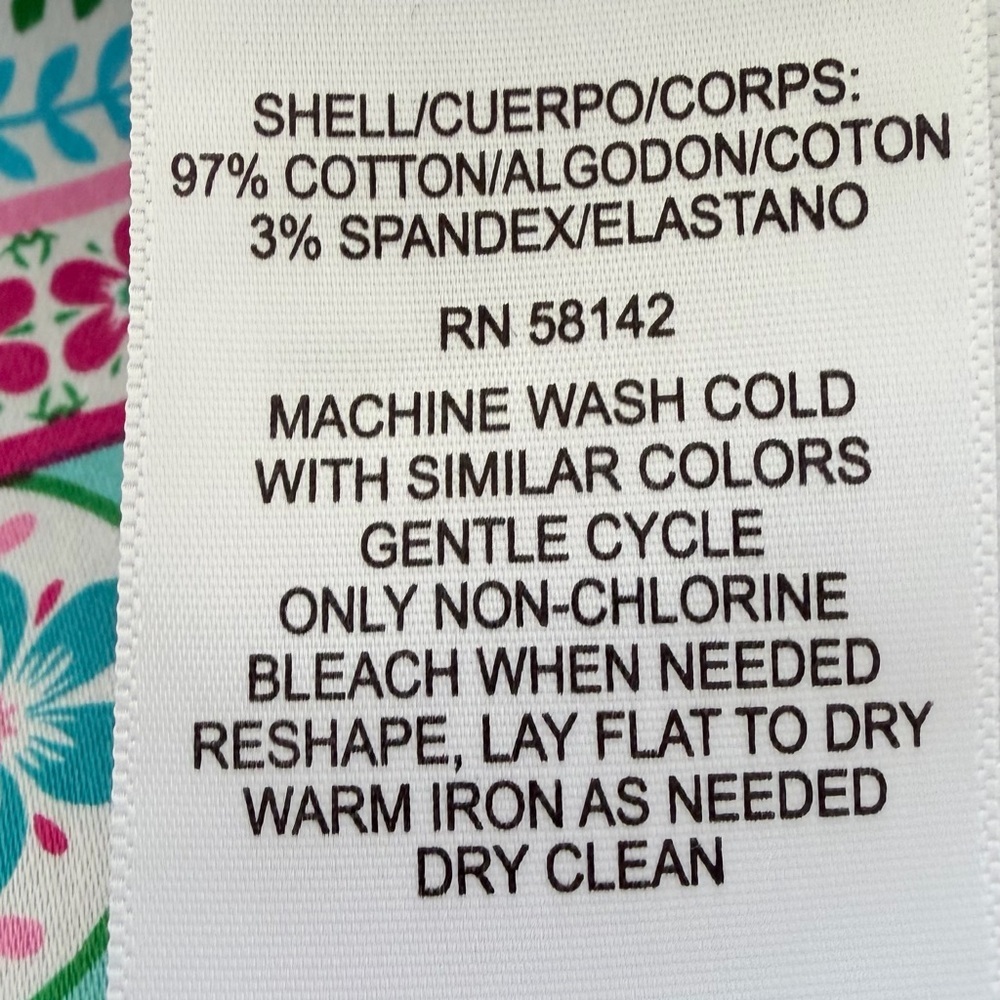 SHELL/CUERPO/CORPS:
97% COTTON/ALGODON/COTON
3% SPANDEX/ELASTANO
RN 58142
MACHINE WASH COLD
WITH SIMILAR COLORS
GENTLE CYCLE
ONLY NON-CHLORINE
BLEACH WHEN NEEDED
RESHAPE, LAY FLAT TO DRY
WARM IRON AS NEEDED
DRY CLEAN